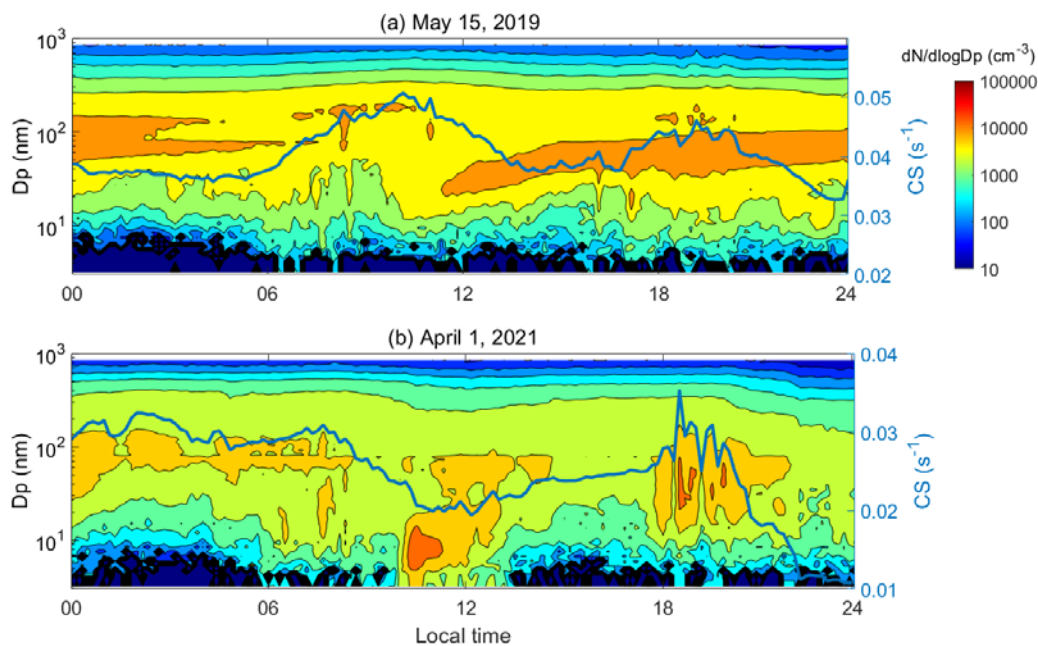 (a) May 15, 2019
dN/dlogDp (cm⁻³)
10³
10²
10¹
Dp (nm)
0.05
0.04
0.03
0.02
CS (s⁻¹)
100000
10000
1000
100
10
00 06 12 18 24
(b) April 1, 2021
10³
10²
10¹
Dp (nm)
0.04
0.03
0.02
0.01
CS (s⁻¹)
00 06 12 18 24
Local time